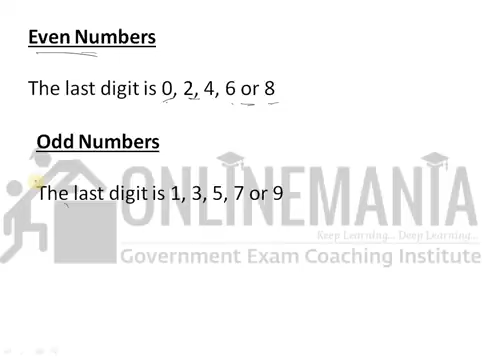 Even Numbers
The last digit is 0, 2, 4, 6 or 8
Odd Numbers
The last digit is 1, 3, 5, 7 or 9
ONLINEMANIA
Keep Learning... Deep Learning...
Government Exam Coaching Institute